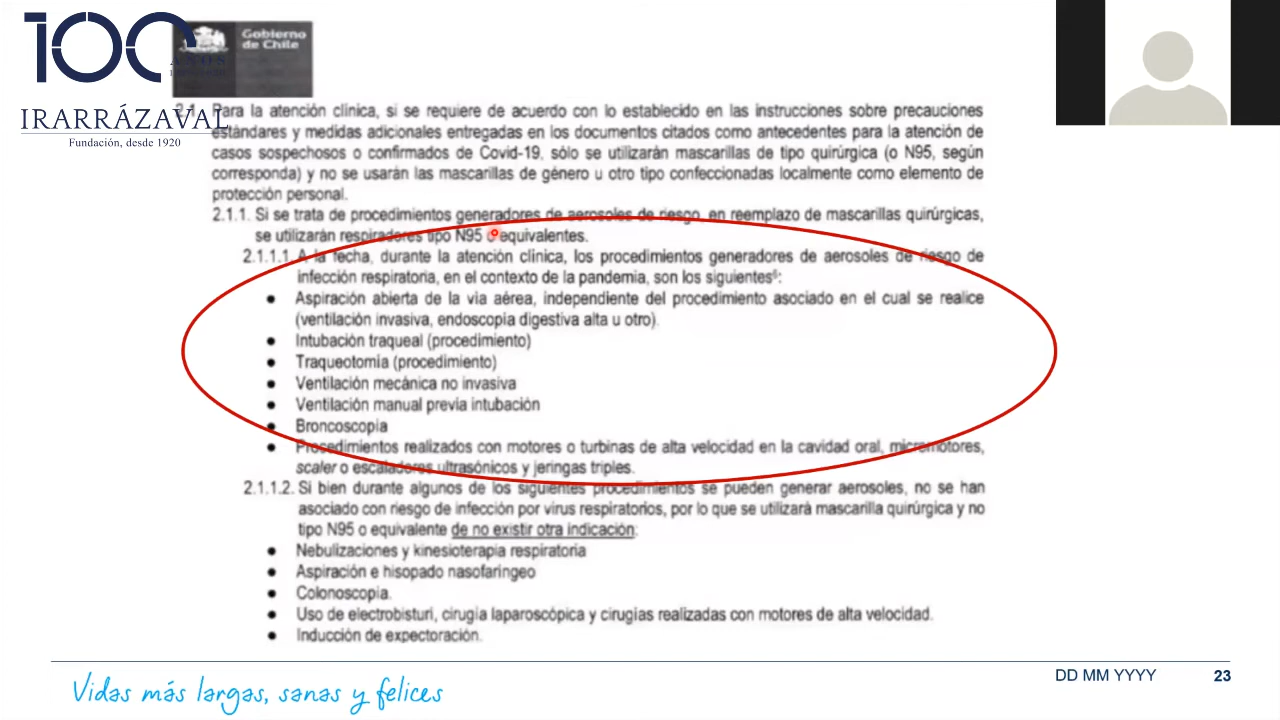 100
AÑOS
Gobierno
de Chile
IRARRÁZAVAL
Fundación, desde 1920
2.1. Para la atención clínica, si se requiere de acuerdo con lo establecido en las instrucciones sobre precauciones
estándares y medidas adicionales entregadas en los documentos citados como antecedentes para la atención de
casos sospechosos o confirmados de Covid-19, sólo se utilizarán mascarillas de tipo quirúrgica (o N95, según
corresponda) y no se usarán las mascarillas de género u otro tipo confeccionadas localmente como elemento de
protección personal.
2.1.1. Si se trata de procedimientos generadores de aerosoles de riesgo, en reemplazo de mascarillas quirúrgicas,
se utilizarán respiradores tipo N95 o equivalentes.
2.1.1.1. A la fecha, durante la atención clínica, los procedimientos generadores de aerosoles de riesgo de
infección respiratoria, en el contexto de la pandemia, son los siguientes⁶:
● Aspiración abierta de la vía aérea, independiente del procedimiento asociado en el cual se realice
(ventilación invasiva, endoscopia digestiva alta u otro).
● Intubación traqueal (procedimiento)
● Traqueotomía (procedimiento)
● Ventilación mecánica no invasiva
● Ventilación manual previa intubación
● Broncoscopia
● Procedimientos realizados con motores o turbinas de alta velocidad en la cavidad oral, micromotores,
scaler o escaladores ultrasónicos y jeringas triples.
2.1.1.2. Si bien durante algunos de los siguientes procedimientos se pueden generar aerosoles, no se han
asociado con riesgo de infección por virus respiratorios, por lo que se utilizará mascarilla quirúrgica y no
tipo N95 o equivalente de no existir otra indicación:
● Nebulizaciones y kinesioterapia respiratoria
● Aspiración e hisopado nasofaríngeo
● Colonoscopia.
● Uso de electrobisturí, cirugía laparoscópica y cirugías realizadas con motores de alta velocidad.
● Inducción de expectoración.
Vidas más largas, sanas y felices
DD MM YYYY
23